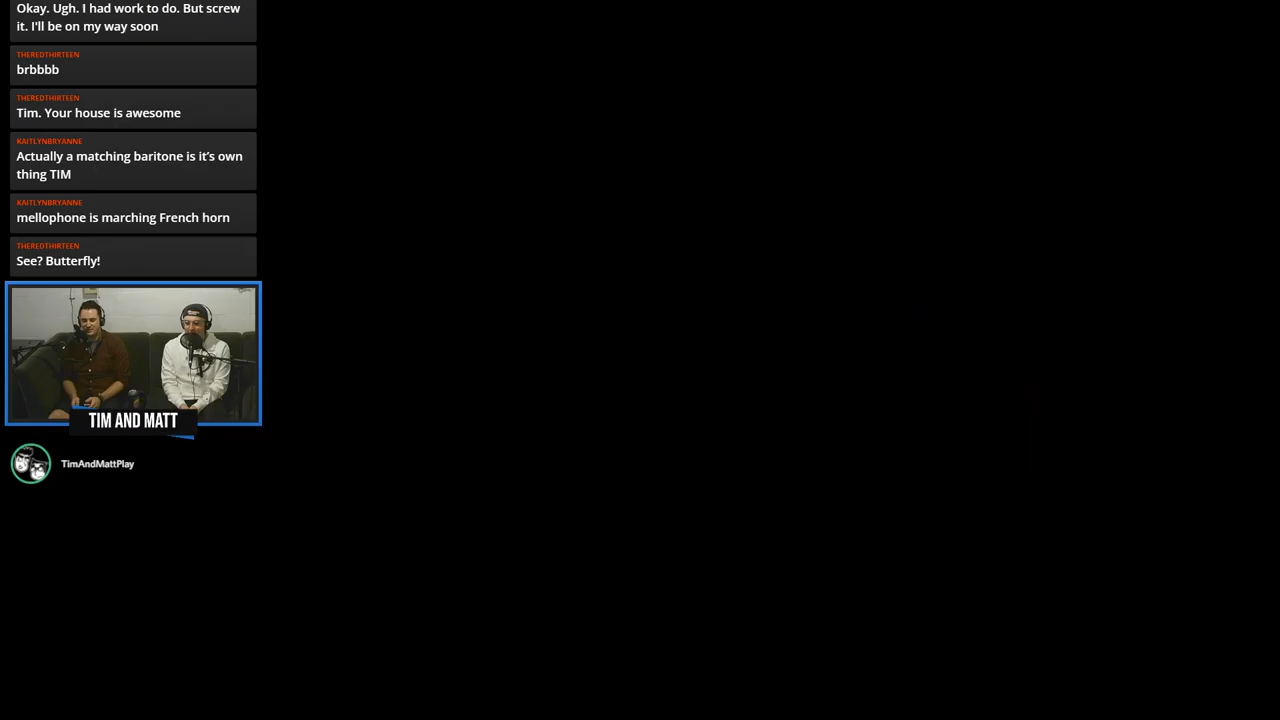 Okay. Ugh. I had work to do. But screw
it. I'll be on my way soon
THEREDTHIRTEEN
brbbbb
THEREDTHIRTEEN
Tim. Your house is awesome
KAITLYNBRYANNE
Actually a matching baritone is it’s own
thing TIM
KAITLYNBRYANNE
mellophone is marching French horn
THEREDTHIRTEEN
See? Butterfly!
TIM AND MATT
TimAndMattPlay